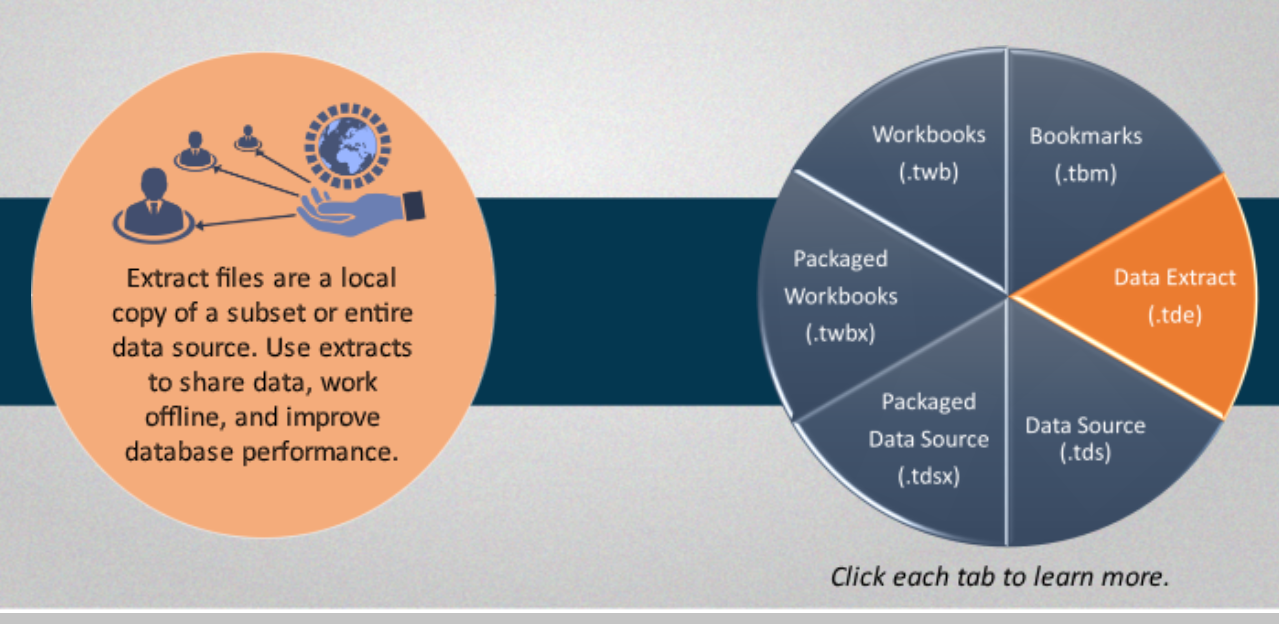 Extract files are a local
copy of a subset or entire
data source. Use extracts
to share data, work
offline, and improve
database performance.
Workbooks
(.twb)
Bookmarks
(.tbm)
Data Extract
(.tde)
Data Source
(.tds)
Packaged
Data Source
(.tdsx)
Packaged
Workbooks
(.twbx)
Click each tab to learn more.